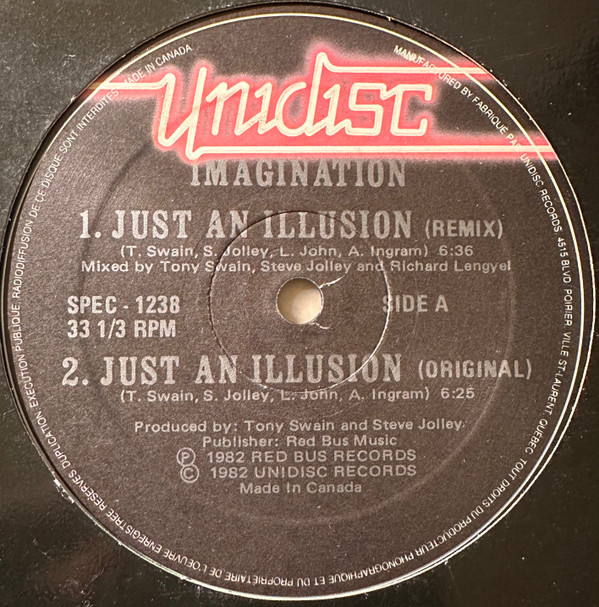 Unidisc
IMAGINATION
1. JUST AN ILLUSION (REMIX)
(T. Swain, S. Jolley, L. John, A. Ingram) 6:36
Mixed by Tony Swain, Steve Jolley and Richard Lengyel
SPEC - 1238
SIDE A
33 1/3 RPM
2. JUST AN ILLUSION (ORIGINAL)
(T. Swain, S. Jolley, L. John, A. Ingram) 6:25
Produced by: Tony Swain and Steve Jolley
Publisher: Red Bus Music
Ⓟ 1982 RED BUS RECORDS
© 1982 UNIDISC RECORDS
Made In Canada
MANUFACTURED BY FABRIQUE PAR UNIDISC RECORDS, 4515 BLVD. POIRIER, VILLE ST-LAURENT, QUEBEC TOUT DROITS DU PRODUCTEUR PHONOGRAPHIQUE ET DU PROPRIÉTAIRE DE L'OEUVRE ENREGISTRÉE RÉSERVÉS DUPLICATION, EXECUTION PUBLIQUE, RADIODIFFUSION DE CE DISQUE SONT INTERDITES. MADE IN CANADA